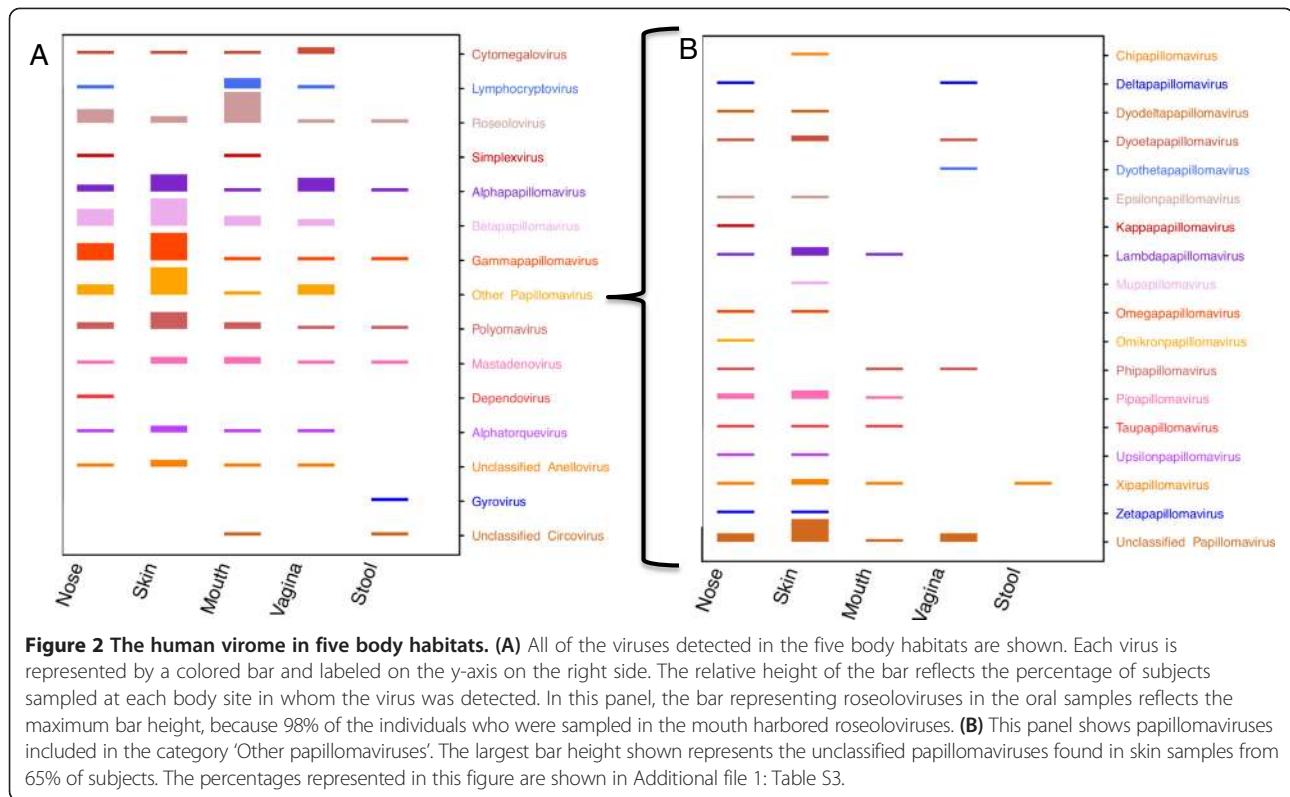 A
Cytomegalovirus
Lymphocryptovirus
Roseolovirus
Simplexvirus
Alphapapillomavirus
Betapapillomavirus
Gammapapillomavirus
Other Papillomavirus
Polyomavirus
Mastadenovirus
Dependovirus
Alphatorquevirus
Unclassified Anellovirus
Gyrovirus
Unclassified Circovirus
Nose
Skin
Mouth
Vagina
Stool
B
Chipapillomavirus
Deltapapillomavirus
Dyodeltapapillomavirus
Dyoetapapillomavirus
Dyothetapapillomavirus
Epsilonpapillomavirus
Kappapapillomavirus
Lambdapapillomavirus
Mupapillomavirus
Omegapapillomavirus
Omikronpapillomavirus
Phipapillomavirus
Pipapillomavirus
Taupapillomavirus
Upsilonpapillomavirus
Xipapillomavirus
Zetapapillomavirus
Unclassified Papillomavirus
Nose
Skin
Mouth
Vagina
Stool
Figure 2 The human virome in five body habitats. (A) All of the viruses detected in the five body habitats are shown. Each virus is
represented by a colored bar and labeled on the y-axis on the right side. The relative height of the bar reflects the percentage of subjects
sampled at each body site in whom the virus was detected. In this panel, the bar representing roseoloviruses in the oral samples reflects the
maximum bar height, because 98% of the individuals who were sampled in the mouth harbored roseoloviruses. (B) This panel shows papillomaviruses
included in the category 'Other papillomaviruses'. The largest bar height shown represents the unclassified papillomaviruses found in skin samples from
65% of subjects. The percentages represented in this figure are shown in Additional file 1: Table S3.